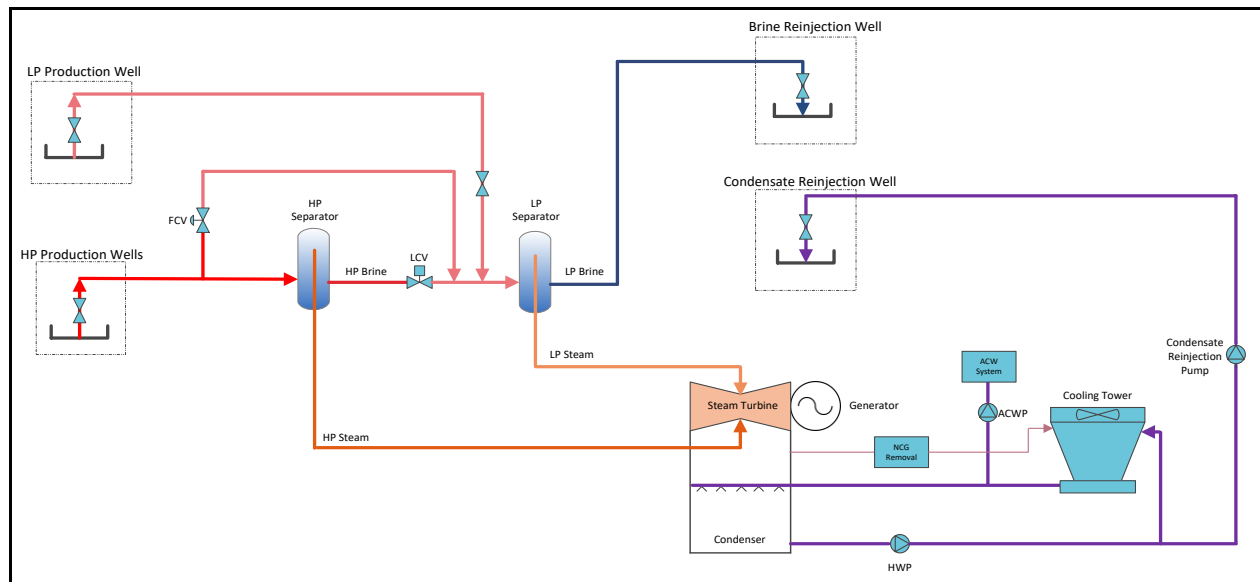 Brine Reinjection Well
LP Production Well
Condensate Reinjection Well
FCV
HP
Separator
LP
Separator
HP Production Wells
HP Brine
LCV
LP Brine
LP Steam
Condensate
Reinjection
Pump
ACW
System
Steam Turbine
Generator
ACWP
Cooling Tower
HP Steam
NCG
Removal
Condenser
HWP